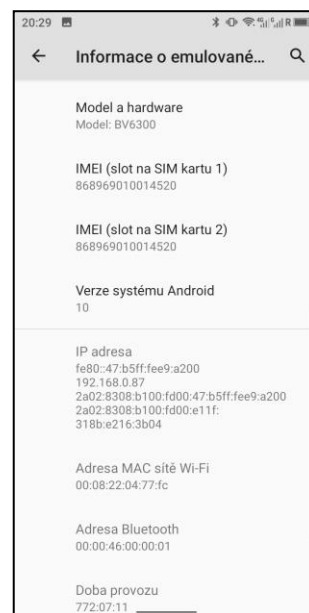 20:29
Informace o emulované...
Model a hardware
Model: BV6300
IMEI (slot na SIM kartu 1)
868969010014520
IMEI (slot na SIM kartu 2)
868969010014520
Verze systému Android
10
IP adresa
fe80::47:b5ff:fee9:a200
192.168.0.87
2a02:8308:b100:fd00:47:b5ff:fee9:a200
2a02:8308:b100:fd00:e11f:
318b:e216:3b04
Adresa MAC sítě Wi-Fi
00:08:22:04:77:fc
Adresa Bluetooth
00:00:46:00:00:01
Doba provozu
772:07:11